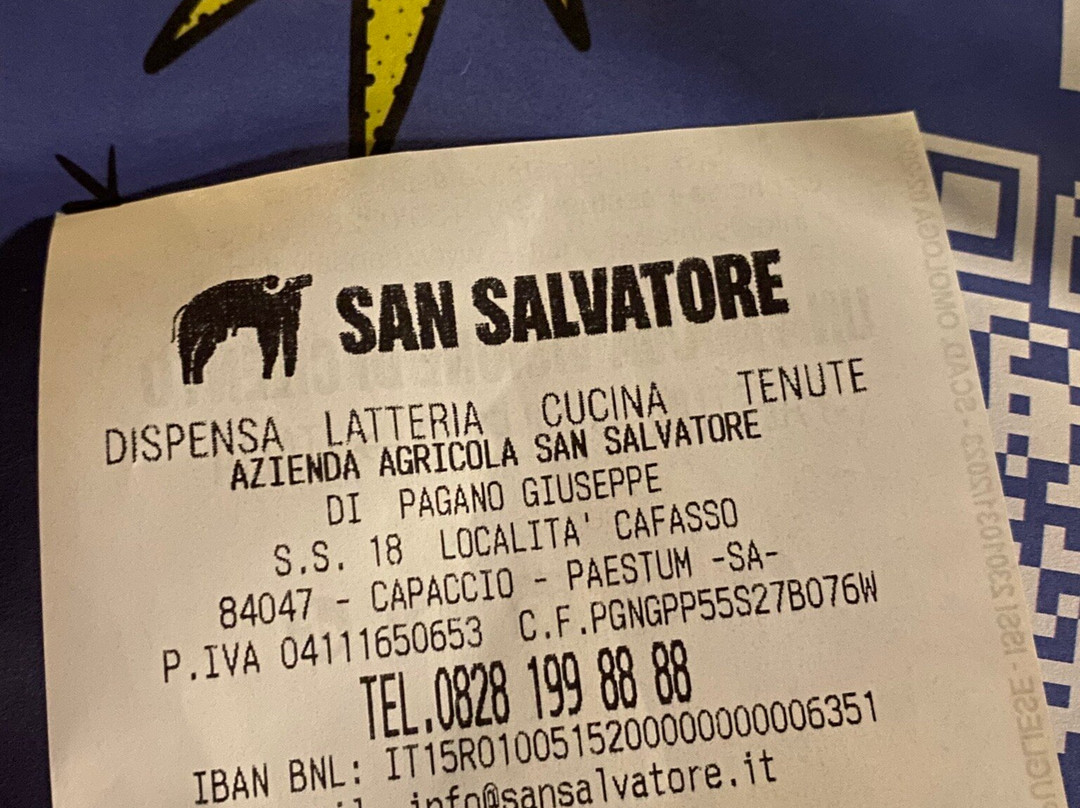 SAN SALVATORE
DISPENSA LATTERIA CUCINA TENUTE
AZIENDA AGRICOLA SAN SALVATORE
DI PAGANO GIUSEPPE
S.S. 18 LOCALITA' CAFASSO
84047 - CAPACCIO - PAESTUM -SA-
P.IVA 04111650653 C.F.PGNGPP55S27B076W
TEL.0828 199 88 88
IBAN BNL: IT15R0100515200000000006351
info@sansalvatore.it